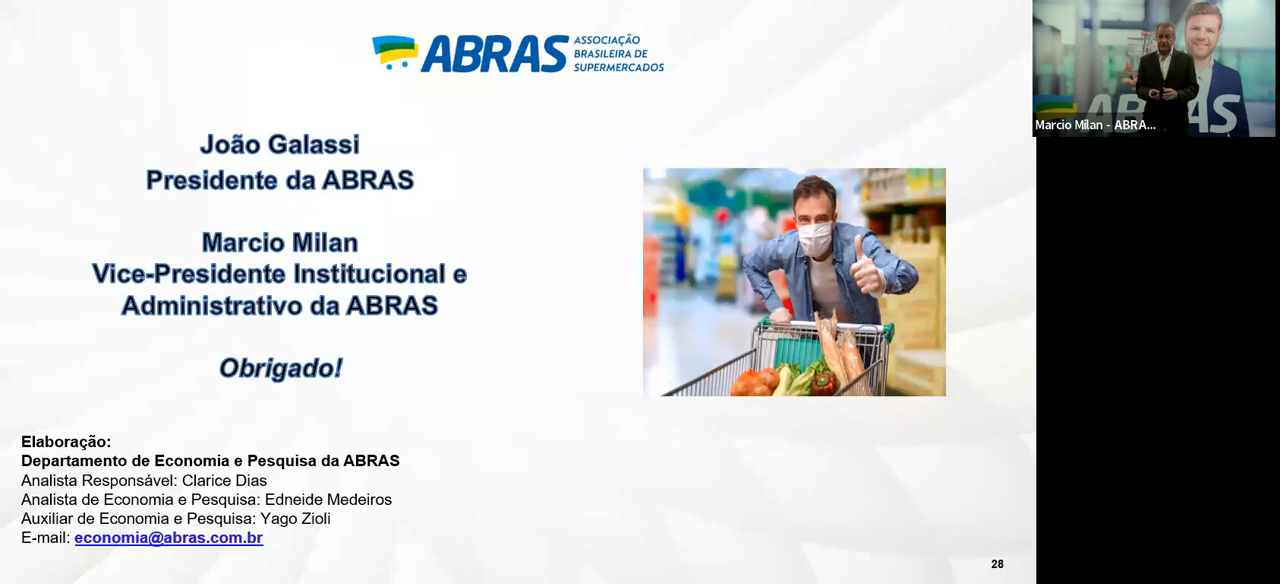 ABRAS ASSOCIAÇÃO
BRASILEIRA DE
SUPERMERCADOS
João Galassi
Presidente da ABRAS
Marcio Milan
Vice-Presidente Institucional e
Administrativo da ABRAS
Obrigado!
Elaboração:
Departamento de Economia e Pesquisa da ABRAS
Analista Responsável: Clarice Dias
Analista de Economia e Pesquisa: Edneide Medeiros
Auxiliar de Economia e Pesquisa: Yago Zioli
E-mail: economia@abras.com.br
28
ABRAS
Marcio Milan - ABRA...